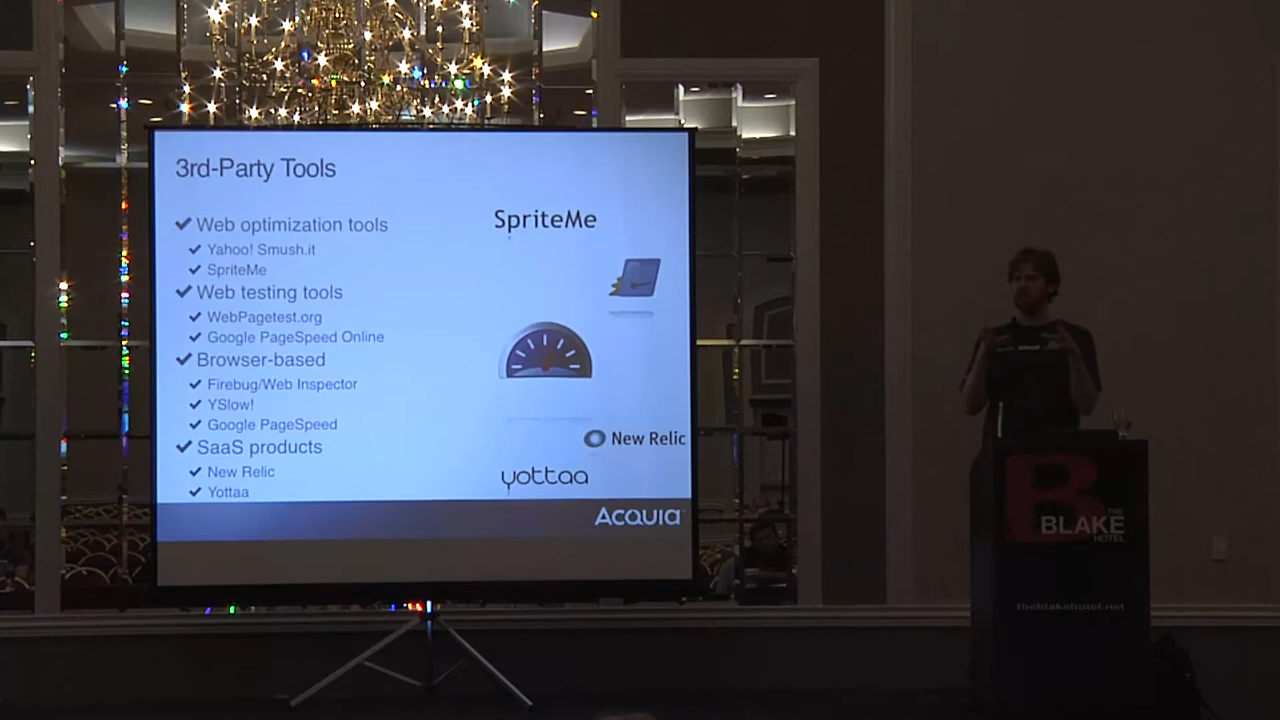 3rd-Party Tools
Web optimization tools
Yahoo! Smush.it
SpriteMe
Web testing tools
WebPagetest.org
Google PageSpeed Online
Browser-based
Firebug/Web Inspector
YSlow!
Google PageSpeed
SaaS products
New Relic
Yottaa
SpriteMe
New Relic
yottaa
Acquia
B
THE
BLAKE
HOTEL
theblakehotel.net